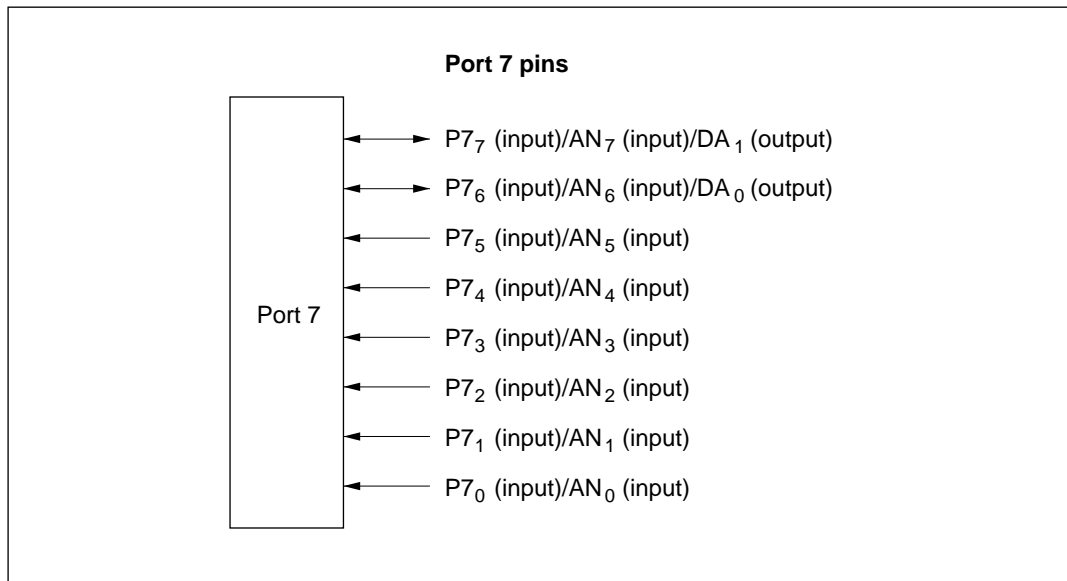 Port 7 pins
P7₇ (input)/AN₇ (input)/DA₁ (output)
P7₆ (input)/AN₆ (input)/DA₀ (output)
P7₅ (input)/AN₅ (input)
P7₄ (input)/AN₄ (input)
Port 7
P7₃ (input)/AN₃ (input)
P7₂ (input)/AN₂ (input)
P7₁ (input)/AN₁ (input)
P7₀ (input)/AN₀ (input)